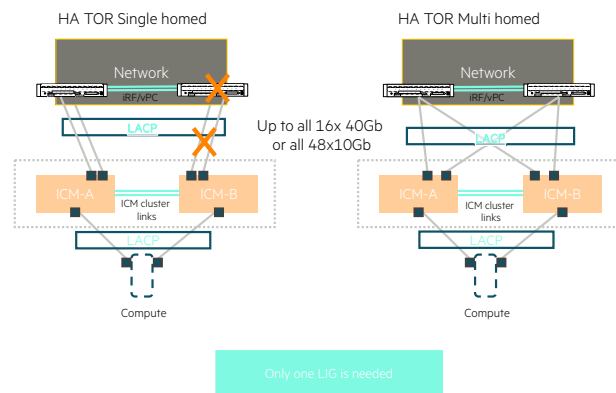 HA TOR Single homed
HA TOR Multi homed
Network
iRF/vPC
LACP
Network
iRF/vPC
LACP
Up to all 16x 40Gb
or all 48x10Gb
ICM-A
ICM-B
ICM cluster
links
LACP
Compute
ICM-A
ICM-B
ICM cluster
links
LACP
Compute
Only one LIG is needed